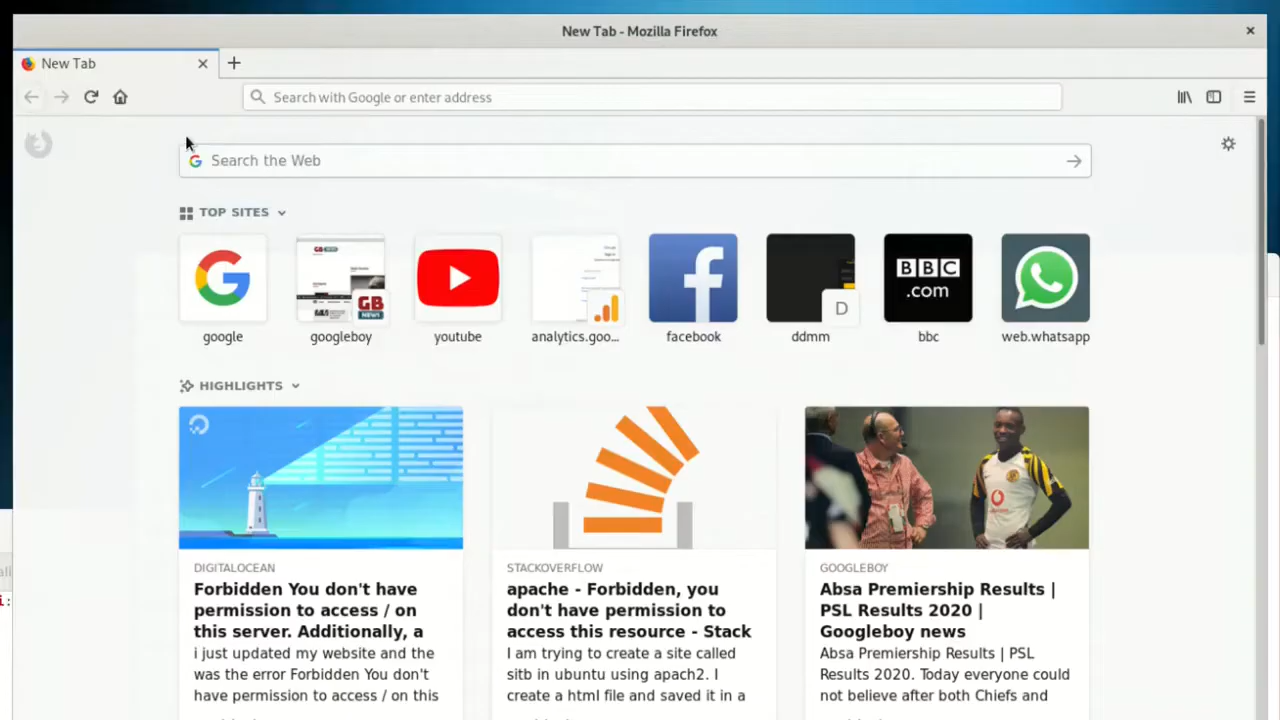 New Tab - Mozilla Firefox
New Tab
Search with Google or enter address
Search the Web
TOP SITES
GB
NEWS
D
BBC
.com
google
googleboy
youtube
analytics.goo...
facebook
ddmm
bbc
web.whatsapp
HIGHLIGHTS
DIGITALOCEAN
Forbidden You don't have
permission to access / on
this server. Additionally, a
i just updated my website and the
was the error Forbidden You don't
have permission to access / on this
STACKOVERFLOW
apache - Forbidden, you
don't have permission to
access this resource - Stack
I am trying to create a site called
sitb in ubuntu using apach2. I
create a html file and saved it in a
GOOGLEBOY
Absa Premiership Results |
PSL Results 2020 |
Googleboy news
Absa Premiership Results | PSL
Results 2020. Today everyone could
not believe after both Chiefs and
i: